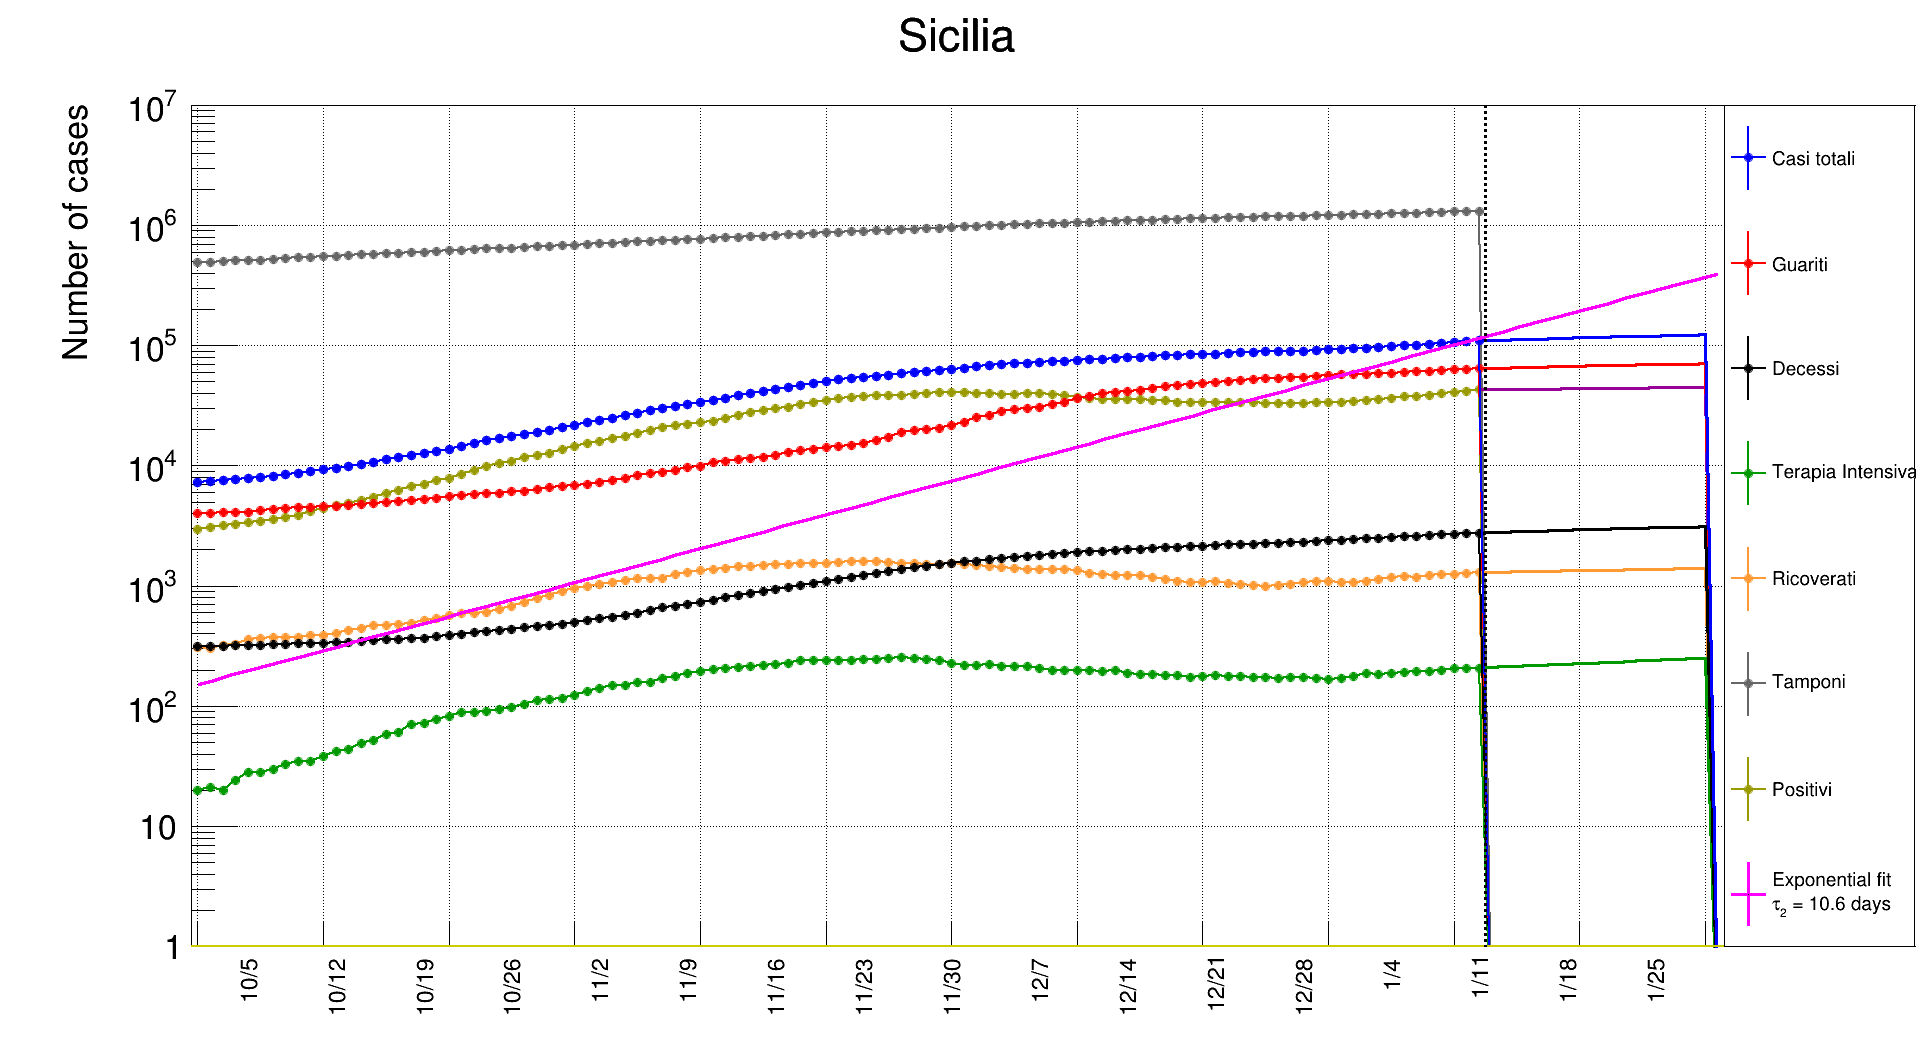 Sicilia
Number of cases
10^7
10^6
10^5
10^4
10^3
10^2
10
1
10/5 10/12 10/19 10/26 11/2 11/9 11/16 11/23 11/30 12/7 12/14 12/21 12/28 1/4 1/11 1/18 1/25
Casi totali
Guariti
Decessi
Terapia Intensiva
Ricoverati
Tamponi
Positivi
Exponential fit
τ₂ = 10.6 days